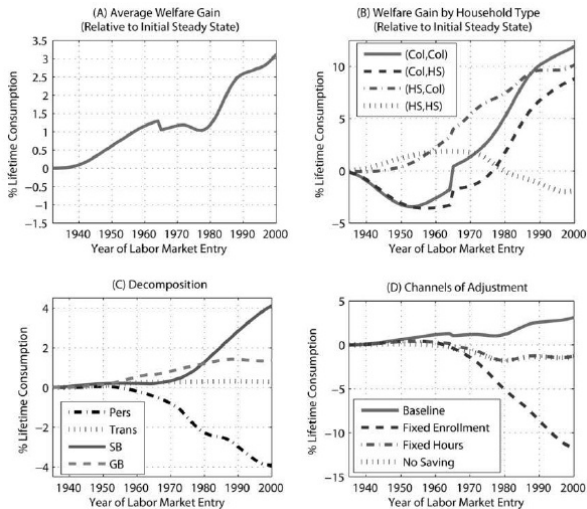 (A) Average Welfare Gain
(Relative to Initial Steady State)
% Lifetime Consumption
3.5
3
2.5
2
1.5
1
0.5
0
−0.5
−1
−1.5
1940 1950 1960 1970 1980 1990 2000
Year of Labor Market Entry
(B) Welfare Gain by Household Type
(Relative to Initial Steady State)
% Lifetime Consumption
10
5
0
−5
(Col,Col)
(Col,HS)
(HS,Col)
(HS,HS)
1940 1950 1960 1970 1980 1990 2000
Year of Labor Market Entry
(C) Decomposition
% Lifetime Consumption
4
2
0
−2
−4
Pers
Trans
SB
GB
1940 1950 1960 1970 1980 1990 2000
Year of Labor Market Entry
(D) Channels of Adjustment
% Lifetime Consumption
5
0
−5
−10
−15
Baseline
Fixed Enrollment
Fixed Hours
No Saving
1940 1950 1960 1970 1980 1990 2000
Year of Labor Market Entry